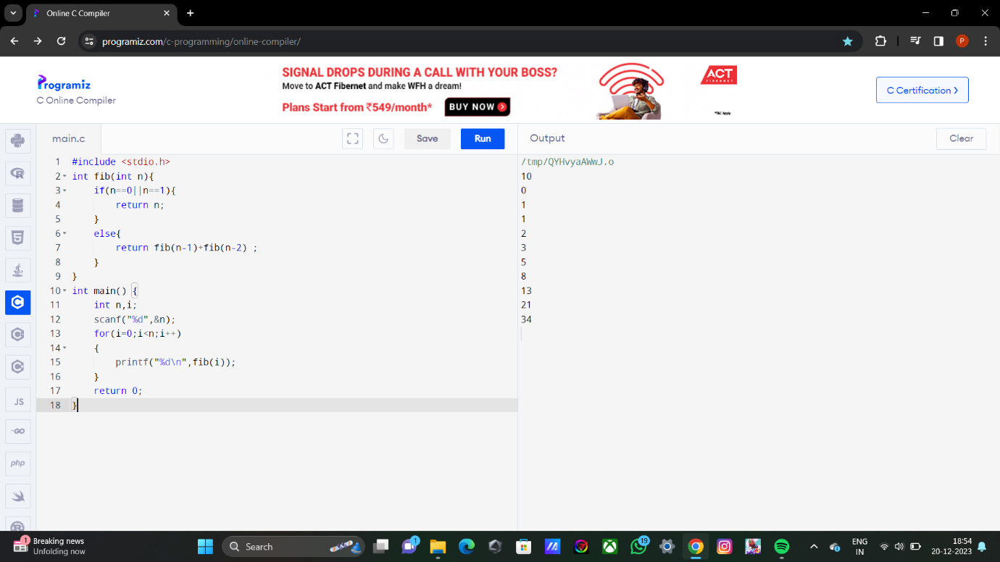 Online C Compiler
programiz.com/c-programming/online-compiler/
P
Programiz
C Online Compiler
SIGNAL DROPS DURING A CALL WITH YOUR BOSS?
Move to ACT Fibernet and make WFH a dream!
Plans Start from ₹549/month*
BUY NOW
ACT
FIBERNET
*T&C Apply
C Certification >
main.c
Save
Run
Output
Clear
1 #include <stdio.h>
2 int fib(int n){
3 if(n==0||n==1){
4 return n;
5 }
6 else{
7 return fib(n-1)+fib(n-2) ;
8 }
9 }
10 int main() {
11 int n,i;
12 scanf("%d",&n);
13 for(i=0;i<n;i++)
14 {
15 printf("%d\n",fib(i));
16 }
17 return 0;
18 }
/tmp/QYHvyaAWwJ.o
10
0
1
1
2
3
5
8
13
21
34
JS
GO
php
1
Breaking news
Unfolding now
Search
1
19
ENG
IN
18:54
20-12-2023